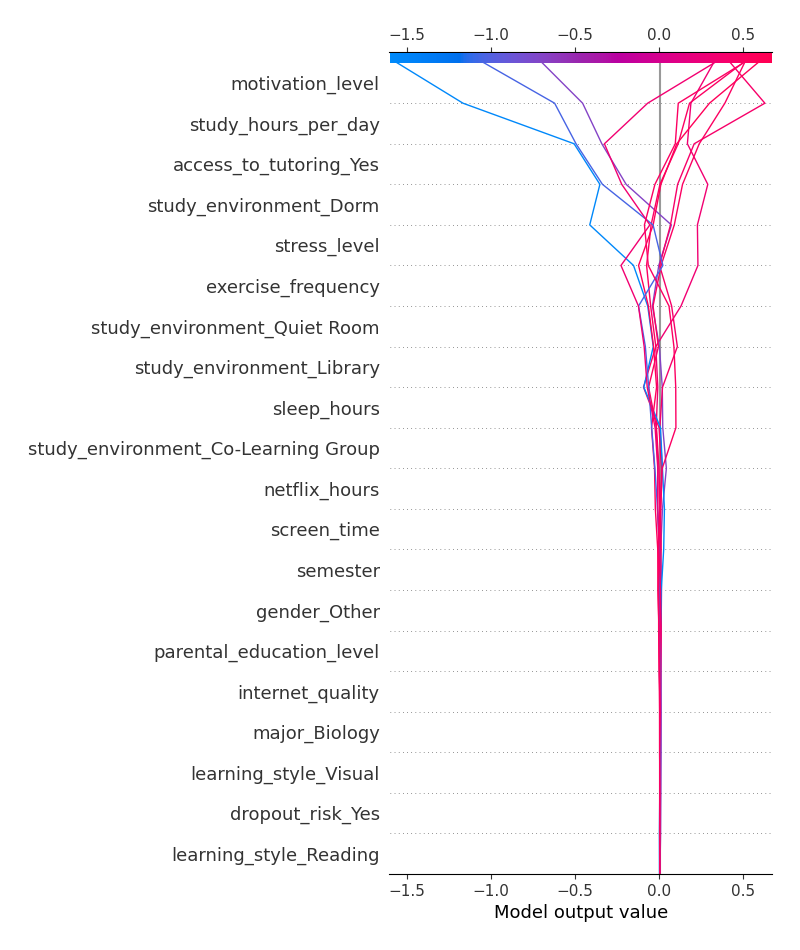 −1.5 −1.0 −0.5 0.0 0.5
motivation_level
study_hours_per_day
access_to_tutoring_Yes
study_environment_Dorm
stress_level
exercise_frequency
study_environment_Quiet Room
study_environment_Library
sleep_hours
study_environment_Co-Learning Group
netflix_hours
screen_time
semester
gender_Other
parental_education_level
internet_quality
major_Biology
learning_style_Visual
dropout_risk_Yes
learning_style_Reading
−1.5 −1.0 −0.5 0.0 0.5
Model output value